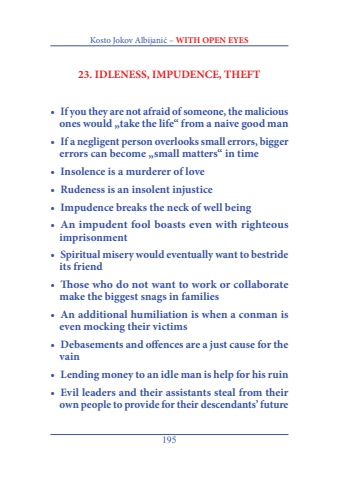 Kosto Jokov Albijanić – WITH OPEN EYES
23. IDLENESS, IMPUDENCE, THEFT
• If you they are not afraid of someone, the malicious
ones would „take the life“ from a naive good man
• If a negligent person overlooks small errors, bigger
errors can become „small matters“ in time
• Insolence is a murderer of love
• Rudeness is an insolent injustice
• Impudence breaks the neck of well being
• An impudent fool boasts even with righteous
imprisonment
• Spiritual misery would eventually want to bestride
its friend
• Those who do not want to work or collaborate
make the biggest snags in families
• An additional humiliation is when a conman is
even mocking their victims
• Debasements and offences are a just cause for the
vain
• Lending money to an idle man is help for his ruin
• Evil leaders and their assistants steal from their
own people to provide for their descendants’ future
195